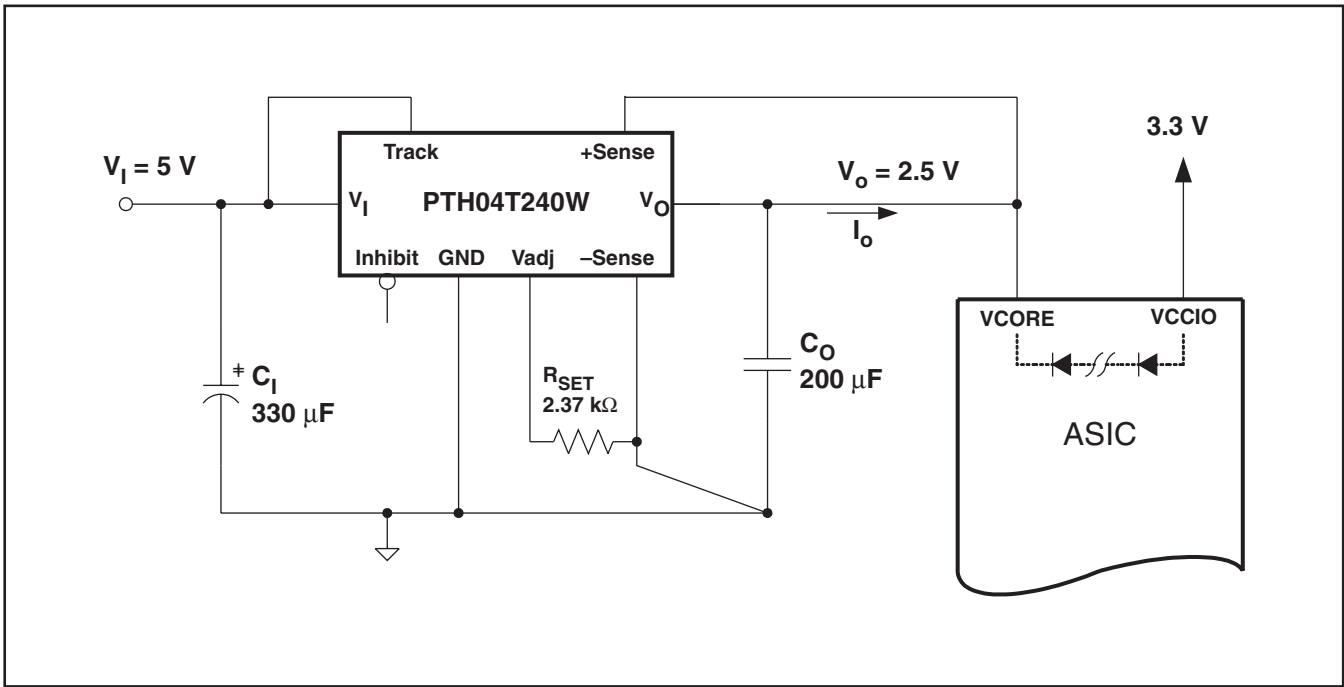 3.3 V
Track
+Sense
V_I = 5 V
V_o = 2.5 V
V_I
PTH04T240W
V_O
I_o
Inhibit
GND
Vadj
–Sense
VCORE
VCCIO
+ C_I
330 μF
R_SET
2.37 kΩ
C_O
200 μF
ASIC